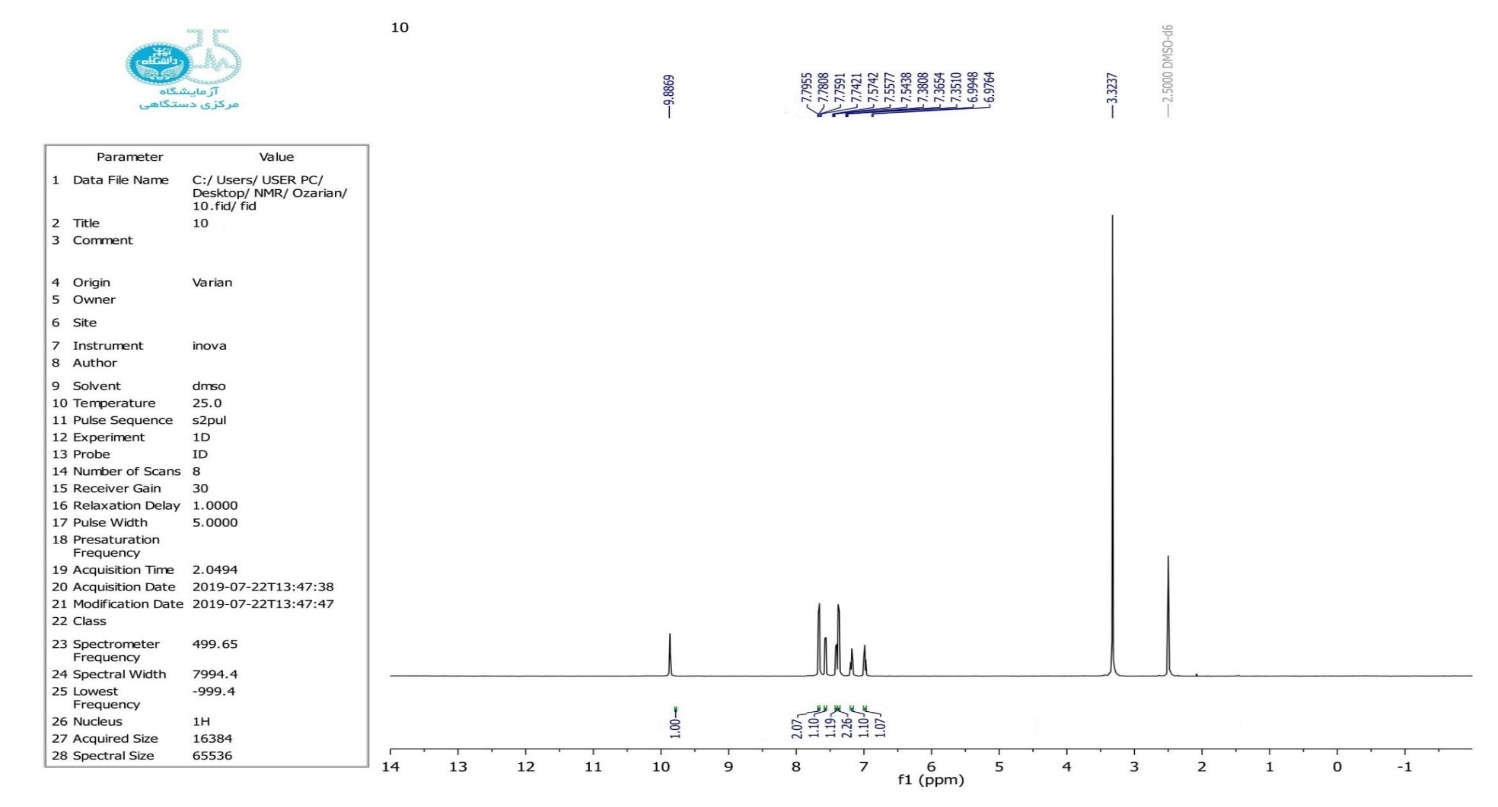 دانشگاه تهران
آزمایشگاه
مرکزی دستگاهی
10
9.8869
7.7955
7.7808
7.7591
7.7421
7.5742
7.5577
7.5438
7.3808
7.3654
7.3510
6.9948
6.9764
3.3237
2.5000 DMSO-d6
Parameter Value
1 Data File Name C:/ Users/ USER PC/
Desktop/ NMR/ Ozarian/
10.fid/ fid
2 Title 10
3 Comment
4 Origin Varian
5 Owner
6 Site
7 Instrument inova
8 Author
9 Solvent dmso
10 Temperature 25.0
11 Pulse Sequence s2pul
12 Experiment 1D
13 Probe ID
14 Number of Scans 8
15 Receiver Gain 30
16 Relaxation Delay 1.0000
17 Pulse Width 5.0000
18 Presaturation
Frequency
19 Acquisition Time 2.0494
20 Acquisition Date 2019-07-22T13:47:38
21 Modification Date 2019-07-22T13:47:47
22 Class
23 Spectrometer 499.65
Frequency
24 Spectral Width 7994.4
25 Lowest -999.4
Frequency
26 Nucleus 1H
27 Acquired Size 16384
28 Spectral Size 65536
1.00
2.07
1.10
1.19
2.26
1.10
1.07
14 13 12 11 10 9 8 7 6 5 4 3 2 1 0 -1
f1 (ppm)